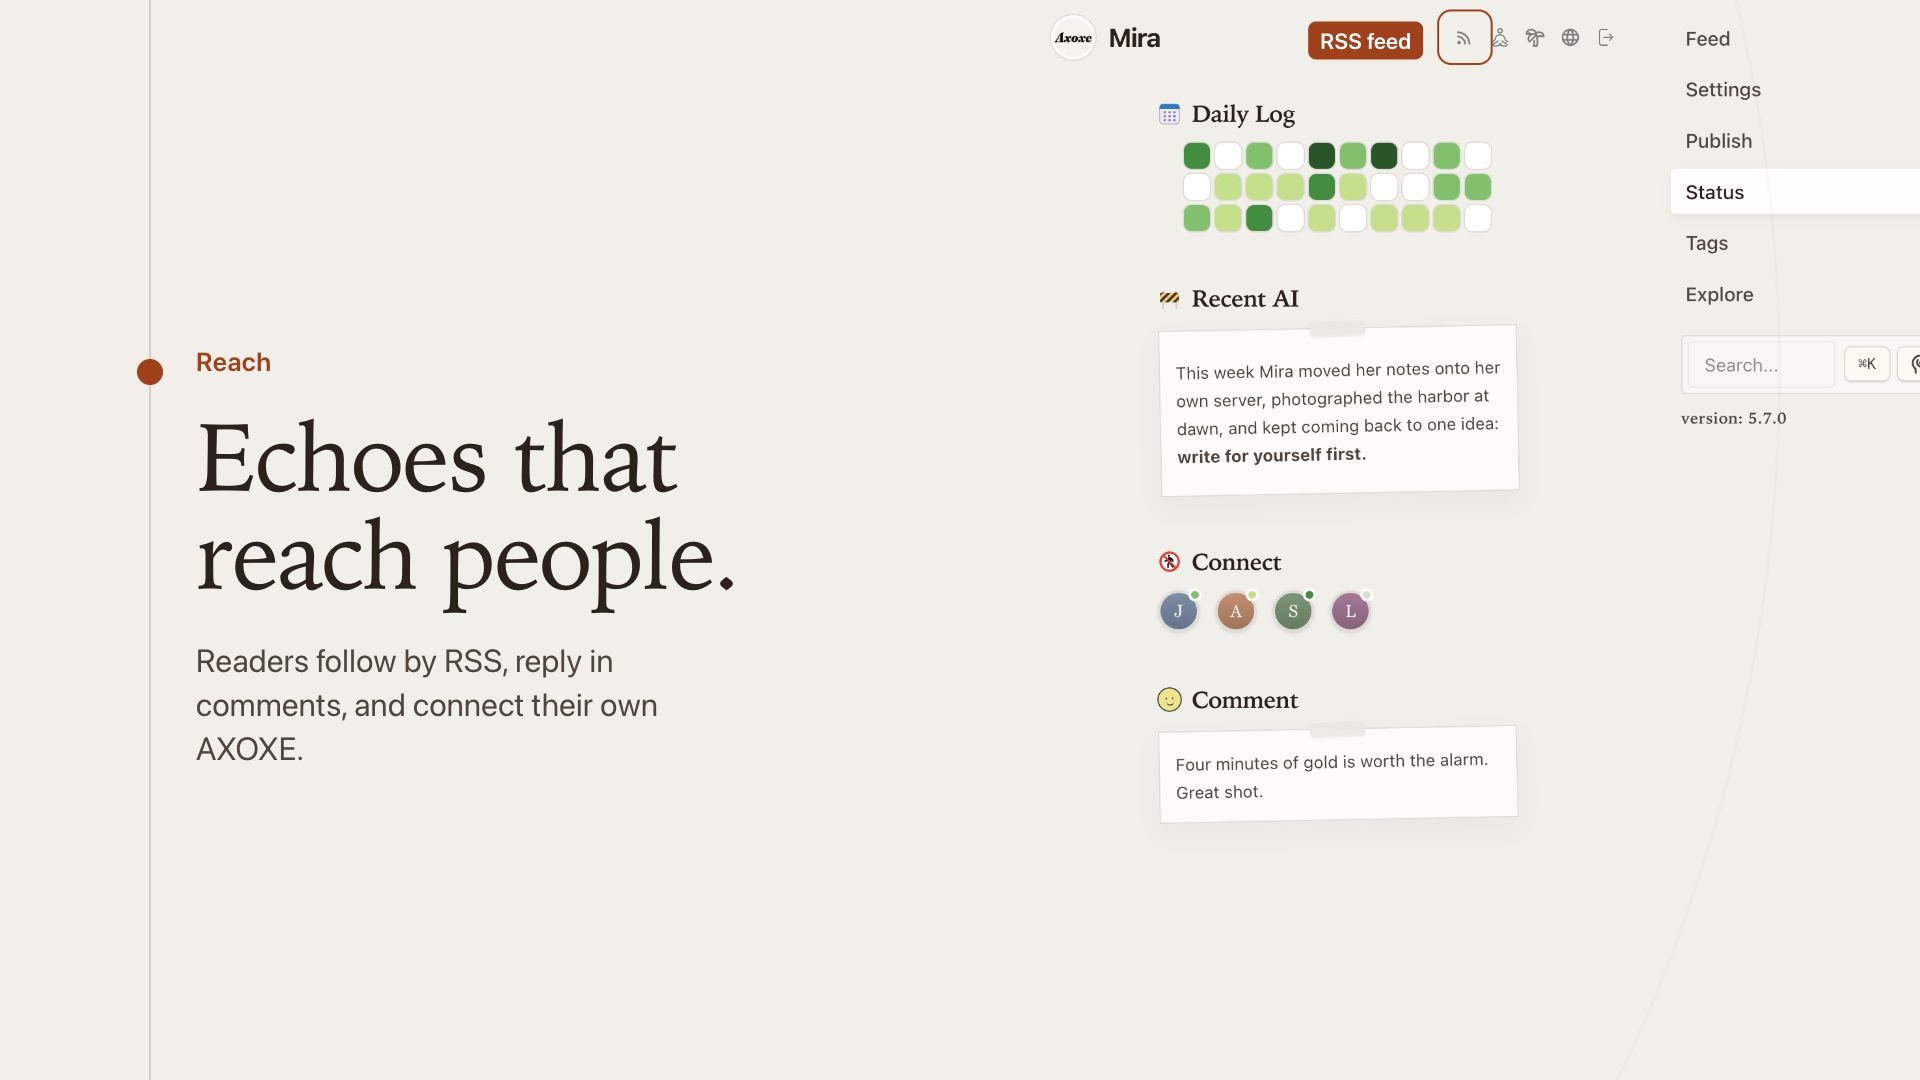 Reach
Echoes that
reach people.
Readers follow by RSS, reply in
comments, and connect their own
AXOXE.
Axoxe
Mira
RSS feed
Daily Log
Recent AI
This week Mira moved her notes onto her
own server, photographed the harbor at
dawn, and kept coming back to one idea:
write for yourself first.
Connect
J A S L
Comment
Four minutes of gold is worth the alarm.
Great shot.
Feed
Settings
Publish
Status
Tags
Explore
Search...
⌘K
version: 5.7.0